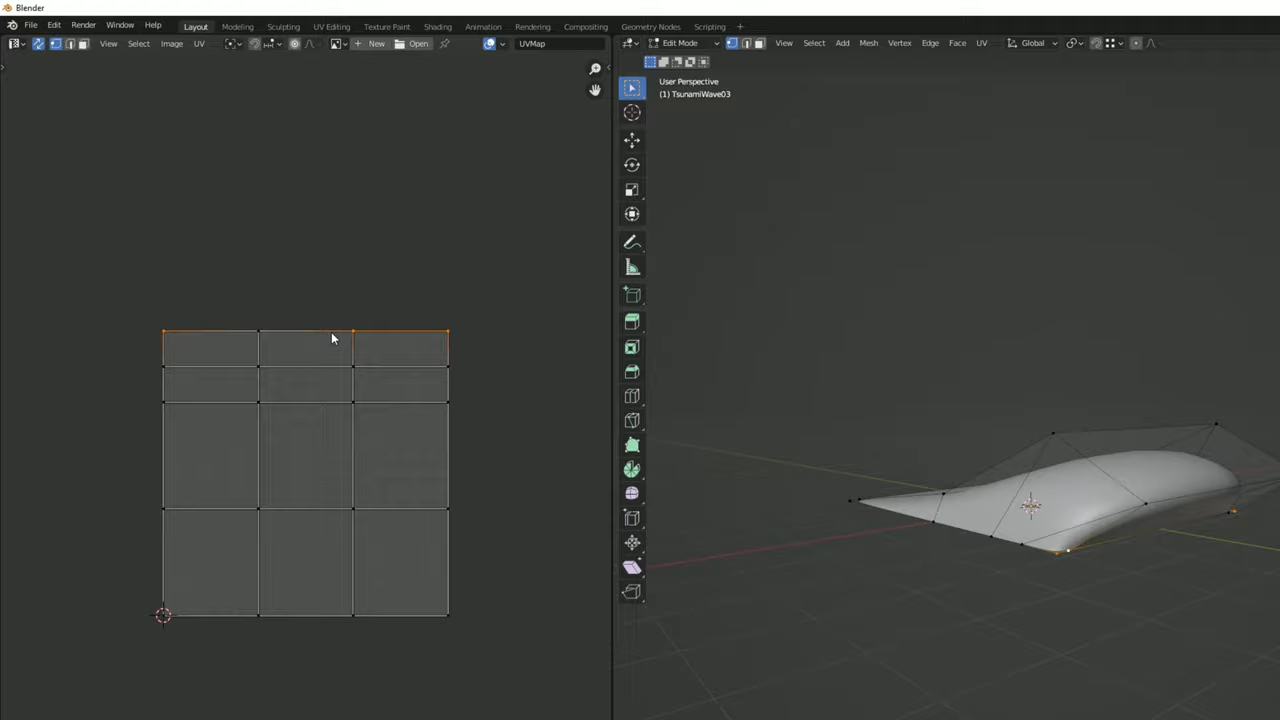 Blender
File Edit Render Window Help Layout Modeling Sculpting UV Editing Texture Paint Shading Animation Rendering Compositing Geometry Nodes Scripting +
View Select Image UV New Open UVMap Edit Mode View Select Add Mesh Vertex Edge Face UV Global
User Perspective
(1) TsunamiWave03